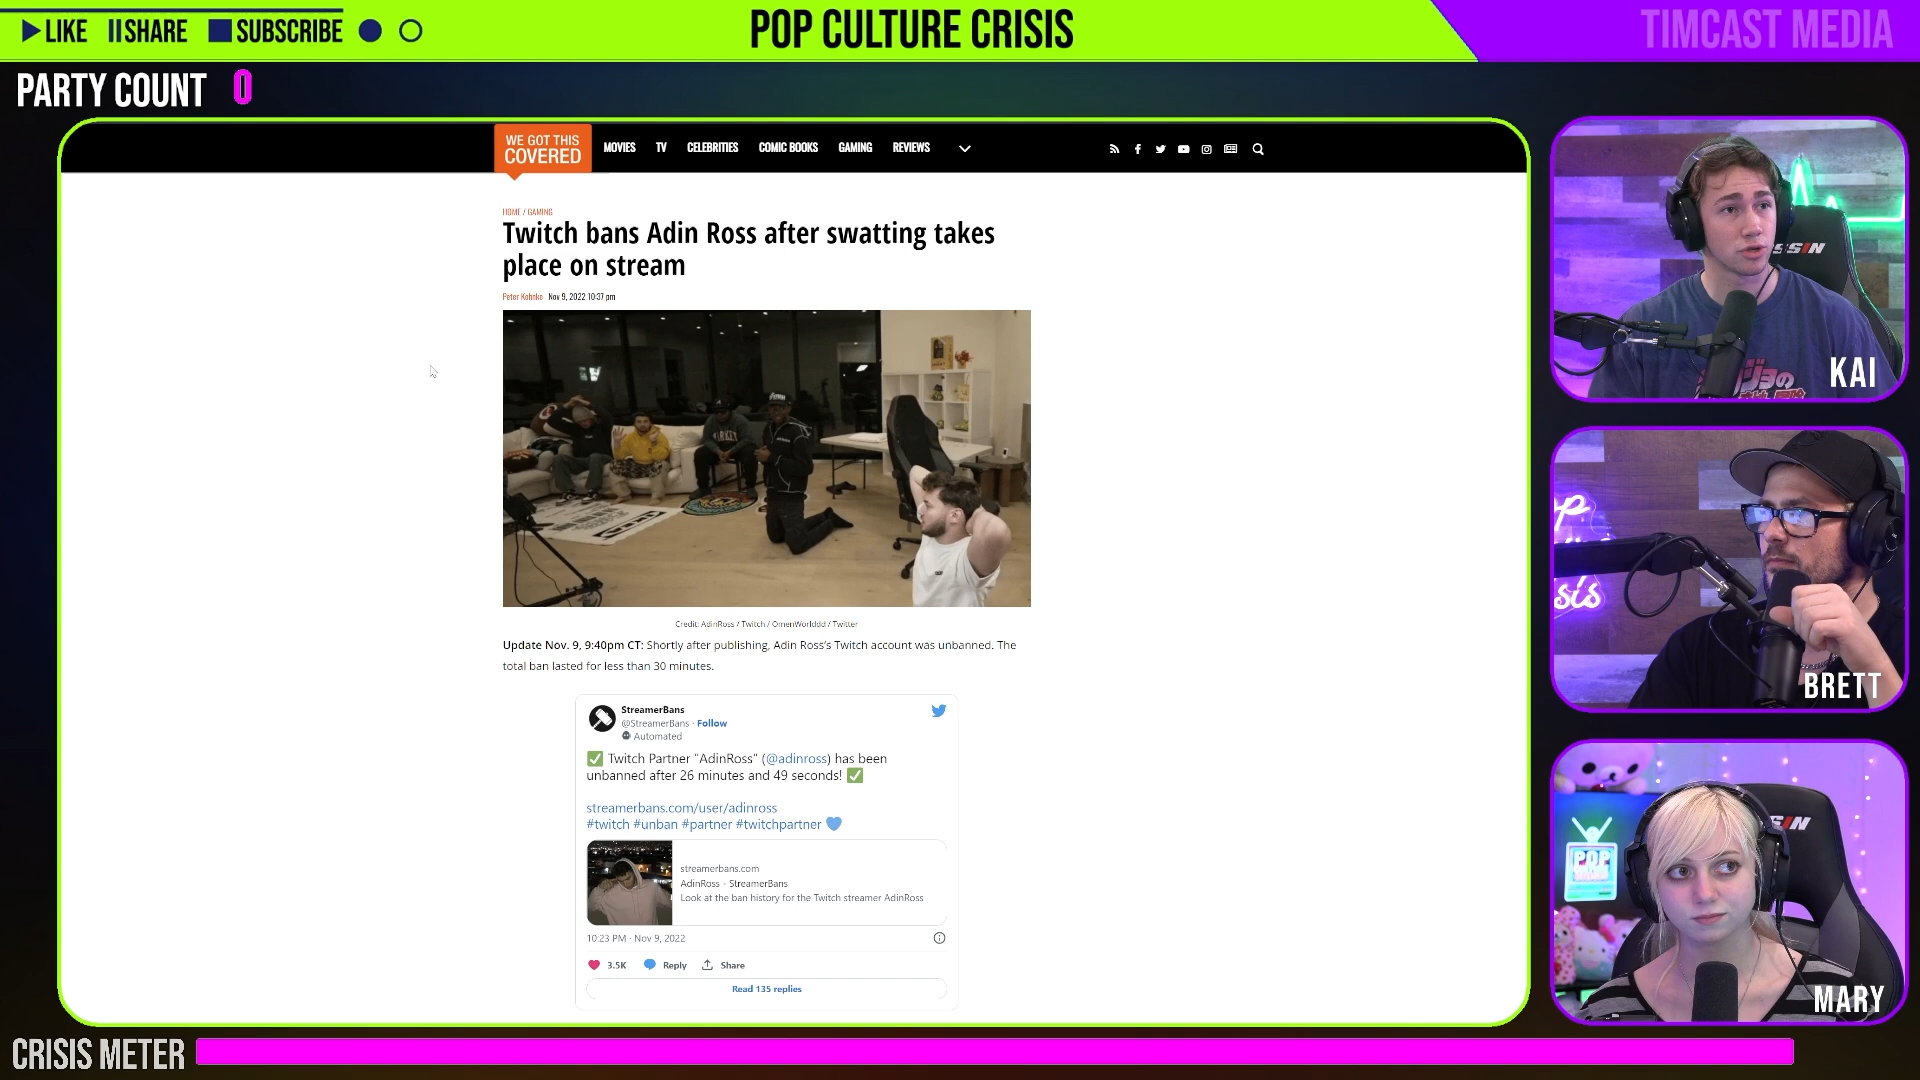 LIKE SHARE SUBSCRIBE
POP CULTURE CRISIS
TIMCAST MEDIA
PARTY COUNT 0
WE GOT THIS
COVERED
MOVIES TV CELEBRITIES COMIC BOOKS GAMING REVIEWS
HOME / GAMING
Twitch bans Adin Ross after swatting takes
place on stream
Peter Kohnke Nov 9, 2022 10:37 pm
Credit: AdinRoss / Twitch / OmenWorlddd / Twitter
Update Nov. 9, 9:40pm CT: Shortly after publishing, Adin Ross's Twitch account was unbanned. The
total ban lasted for less than 30 minutes.
StreamerBans
@StreamerBans · Follow
Automated
✅ Twitch Partner "AdinRoss" (@adinross) has been
unbanned after 26 minutes and 49 seconds! ✅
streamerbans.com/user/adinross
#twitch #unban #partner #twitchpartner 💙
streamerbans.com
AdinRoss - StreamerBans
Look at the ban history for the Twitch streamer AdinRoss
10:23 PM · Nov 9, 2022
3.5K Reply Share
Read 135 replies
KAI
BRETT
POP
MARY
CRISIS METER